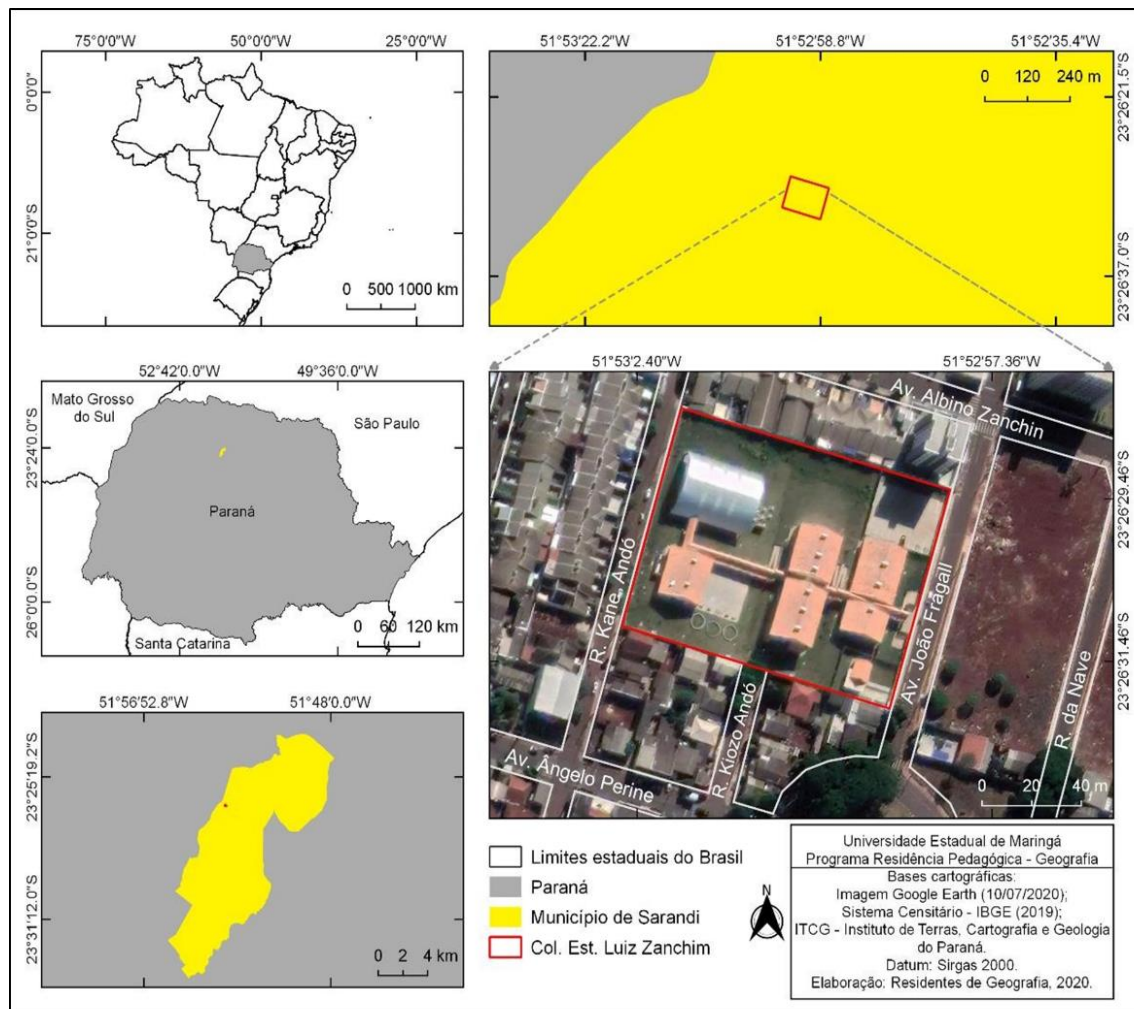 75°0'0"W 50°0'0"W 25°0'0"W
0°0'0"
21°0'0"S
0 500 1000 km
51°53'22.2"W 51°52'58.8"W 51°52'35.4"W
0 120 240 m
23°26'21.5"S
23°26'37.0"S
52°42'0.0"W 49°36'0.0"W
Mato Grosso
do Sul
São Paulo
23°24'0.0"S
Paraná
26°0'0.0"S
0 60 120 km
Santa Catarina
51°53'2.40"W 51°52'57.36"W
Av. Albino Zanchin
23°26'29.46"S
R. Kane Andó
Av. João Fragall
23°26'31.46"S
R. da Nave
R. Kiozo Andó
Av. Ângelo Perine
0 20 40 m
51°56'52.8"W 51°48'0.0"W
23°25'19.2"S
23°31'12.0"S
0 2 4 km
Limites estaduais do Brasil
Paraná
Município de Sarandi
Col. Est. Luiz Zanchim
N
Universidade Estadual de Maringá
Programa Residência Pedagógica - Geografia
Bases cartográficas:
Imagem Google Earth (10/07/2020);
Sistema Censitário - IBGE (2019);
ITCG - Instituto de Terras, Cartografia e Geologia
do Paraná.
Datum: Sirgas 2000.
Elaboração: Residentes de Geografia, 2020.